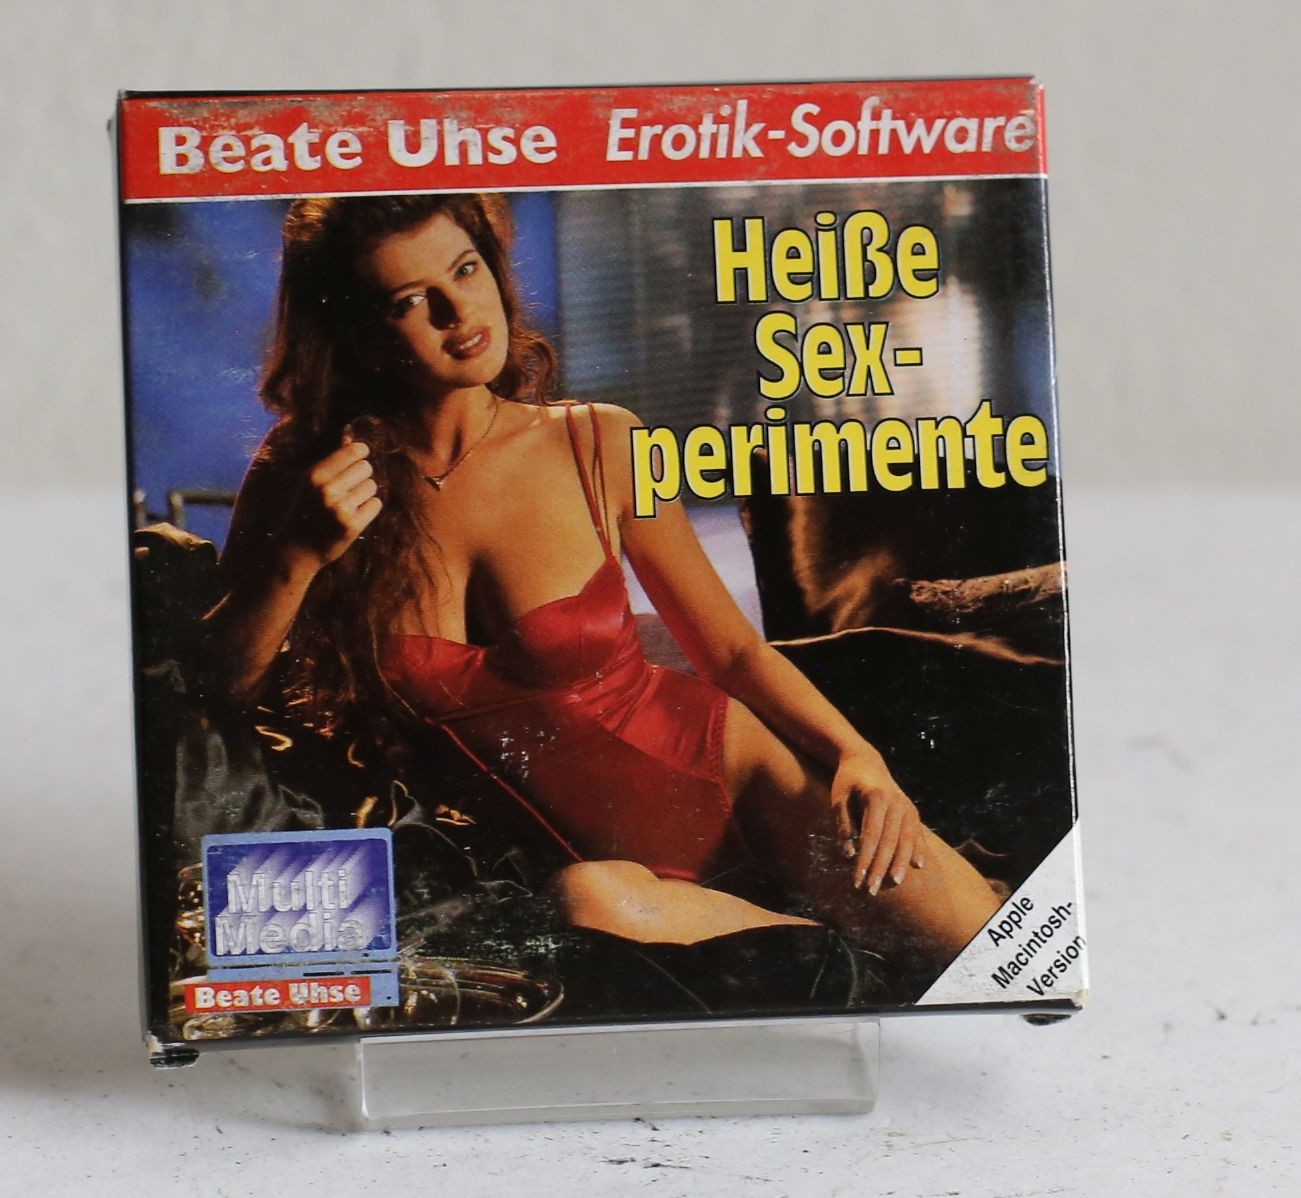 Beate Uhse Erotik-Software
Heiße
Sex-
perimente
Multi
Media
Beate Uhse
Apple
Macintosh-
Version